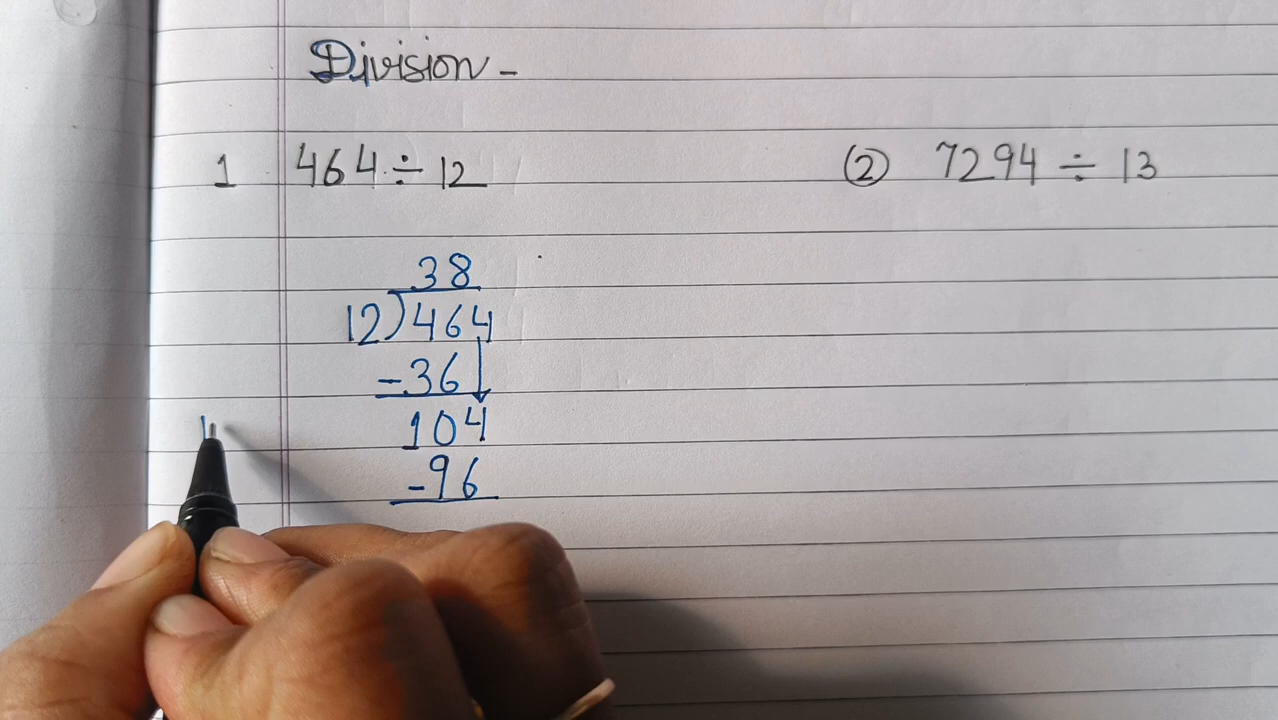 Division -
1 464 ÷ 12
(2) 7294 ÷ 13
38
12)464
-36
104
-96